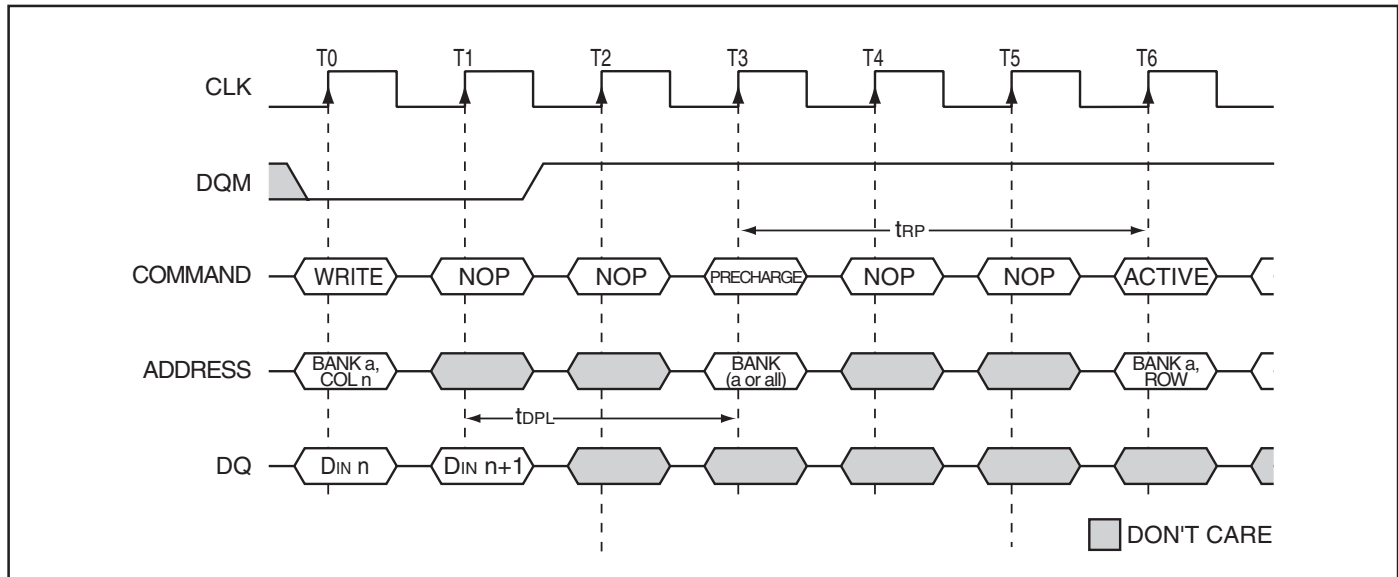 T0 T1 T2 T3 T4 T5 T6
CLK
DQM
tRP
COMMAND WRITE NOP NOP PRECHARGE NOP NOP ACTIVE
ADDRESS BANK a, COL n BANK (a or all) BANK a, ROW
tDPL
DQ DIN n DIN n+1
DON'T CARE